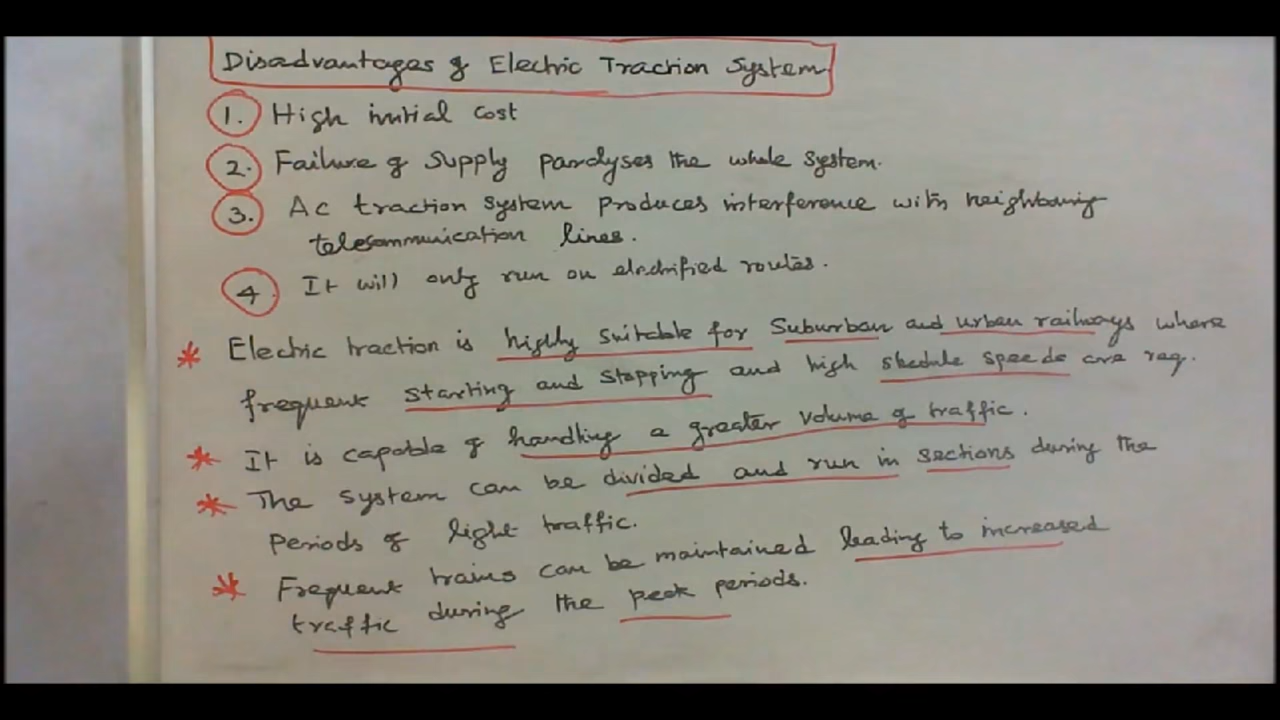 Disadvantages of Electric Traction System
1. High initial cost
2. Failure of supply paralyses the whole system.
3. AC traction system produces interference with neighbouring
telecommunication lines.
4. It will only run on electrified routes.
* Electric traction is highly suitable for suburban and urban railways where
frequent starting and stopping and high shedule speeds are req.
* It is capable of handling a greater volume of traffic.
* The system can be divided and run in sections during the
periods of light traffic.
* Frequent trains can be maintained leading to increased
traffic during the peak periods.